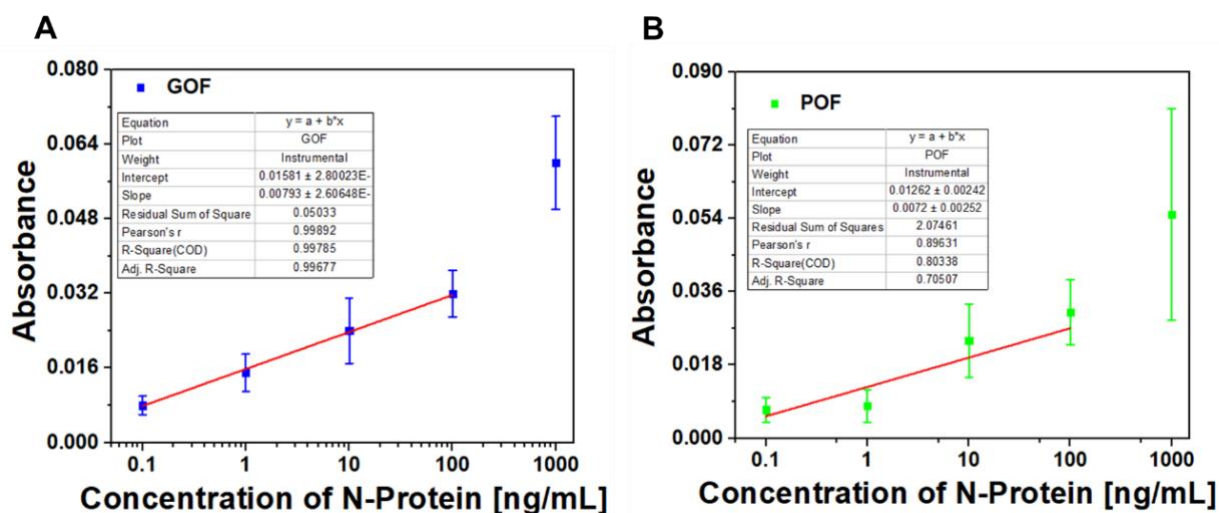 A
0.080
0.064
0.048
0.032
0.016
0.000
Absorbance
GOF
Equation y = a + b*x
Plot GOF
Weight Instrumental
Intercept 0.01581 ± 2.80023E-
Slope 0.00793 ± 2.60648E-
Residual Sum of Square 0.05033
Pearson's r 0.99892
R-Square(COD) 0.99785
Adj. R-Square 0.99677
0.1 1 10 100 1000
Concentration of N-Protein [ng/mL]
B
0.090
0.072
0.054
0.036
0.018
0.000
Absorbance
POF
Equation y = a + b*x
Plot POF
Weight Instrumental
Intercept 0.01262 ± 0.00242
Slope 0.0072 ± 0.00252
Residual Sum of Squares 2.07461
Pearson's r 0.89631
R-Square(COD) 0.80338
Adj. R-Square 0.70507
0.1 1 10 100 1000
Concentration of N-Protein [ng/mL]